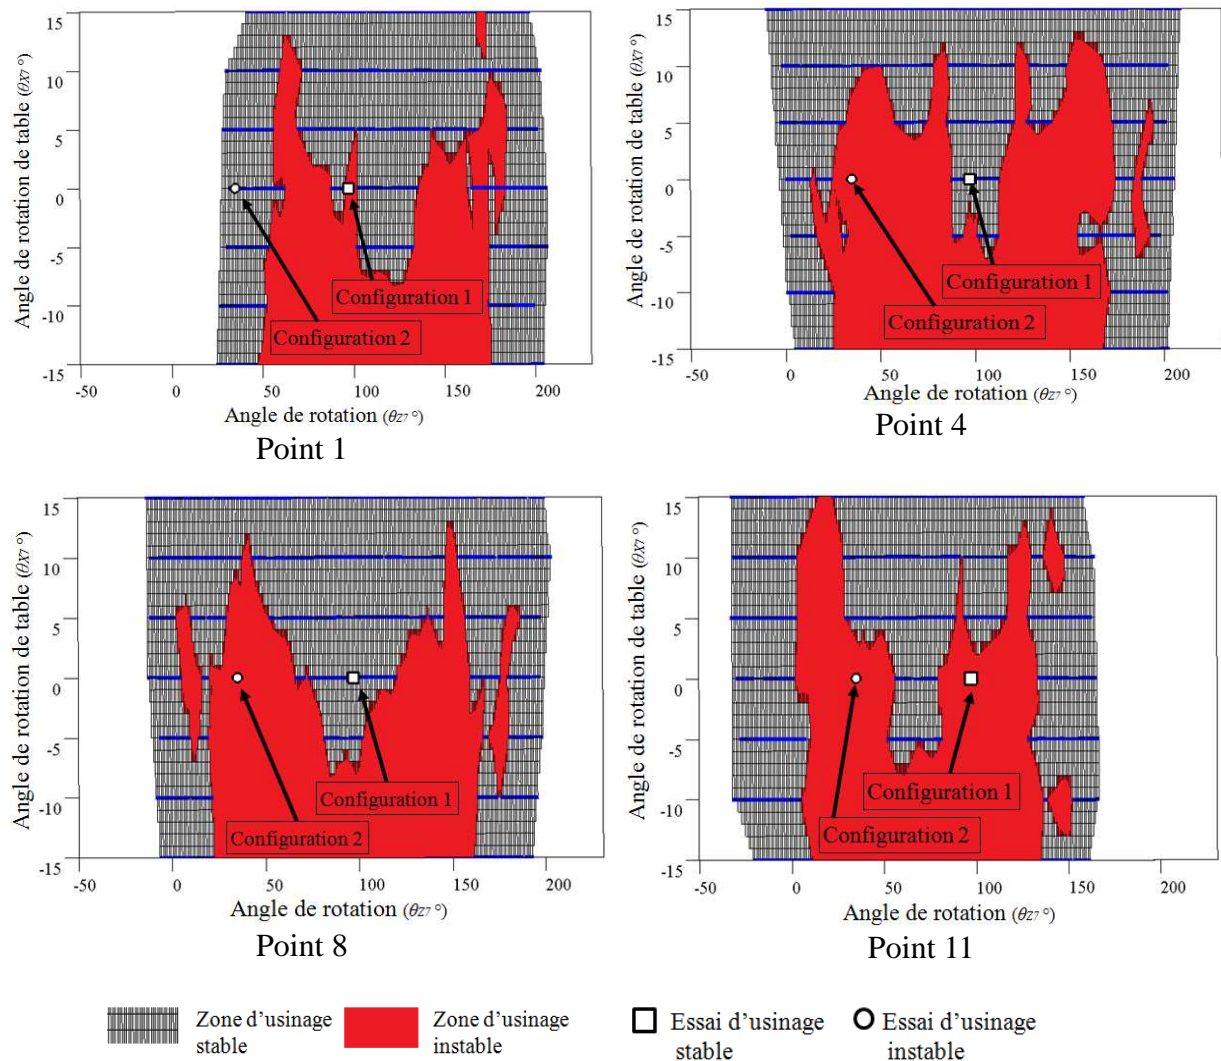 Angle de rotation de table (θX7 °)
15
10
5
0
-5
-10
-15
Configuration 1
Configuration 2
-50
0
50
100
150
200
Angle de rotation (θZ7 °)
Point 1
Angle de rotation de table (θX7 °)
15
10
5
0
-5
-10
-15
Configuration 1
Configuration 2
-50
0
50
100
150
200
Angle de rotation (θZ7 °)
Point 4
Angle de rotation de table (θX7 °)
15
10
5
0
-5
-10
-15
Configuration 1
Configuration 2
-50
0
50
100
150
200
Angle de rotation (θZ7 °)
Point 8
Angle de rotation de table (θX7 °)
15
10
5
0
-5
-10
-15
Configuration 1
Configuration 2
-50
0
50
100
150
200
Angle de rotation (θZ7 °)
Point 11
Zone d’usinage
stable
Zone d’usinage
instable
Essai d’usinage
stable
Essai d’usinage
instable